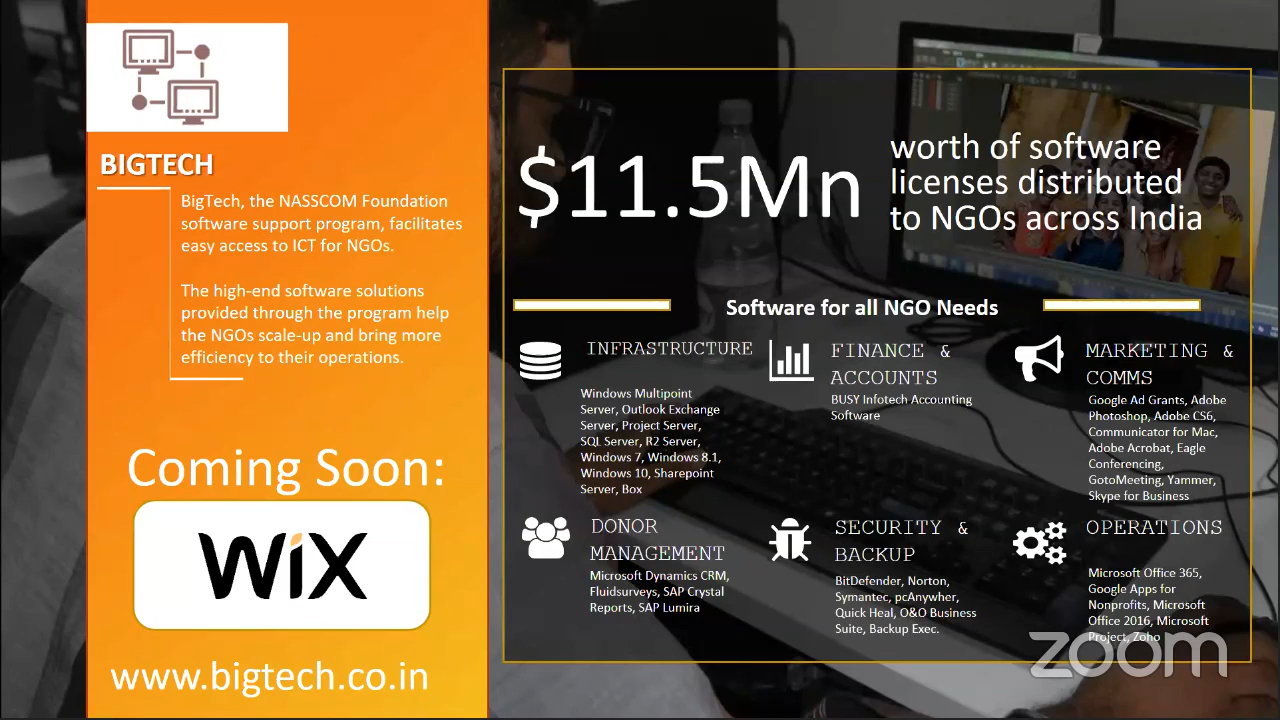 BIGTECH
BigTech, the NASSCOM Foundation
software support program, facilitates
easy access to ICT for NGOs.
The high-end software solutions
provided through the program help
the NGOs scale-up and bring more
efficiency to their operations.
Coming Soon:
WiX
www.bigtech.co.in
$11.5Mn
worth of software
licenses distributed
to NGOs across India
Software for all NGO Needs
INFRASTRUCTURE
Windows Multipoint
Server, Outlook Exchange
Server, Project Server,
SQL Server, R2 Server,
Windows 7, Windows 8.1,
Windows 10, Sharepoint
Server, Box
FINANCE &
ACCOUNTS
BUSY Infotech Accounting
Software
MARKETING &
COMMS
Google Ad Grants, Adobe
Photoshop, Adobe CS6,
Communicator for Mac,
Adobe Acrobat, Eagle
Conferencing,
GotoMeeting, Yammer,
Skype for Business
DONOR
MANAGEMENT
Microsoft Dynamics CRM,
Fluidsurveys, SAP Crystal
Reports, SAP Lumira
SECURITY &
BACKUP
BitDefender, Norton,
Symantec, pcAnywher,
Quick Heal, O&O Business
Suite, Backup Exec.
OPERATIONS
Microsoft Office 365,
Google Apps for
Nonprofits, Microsoft
Office 2016, Microsoft
Project, Zoho
zoom